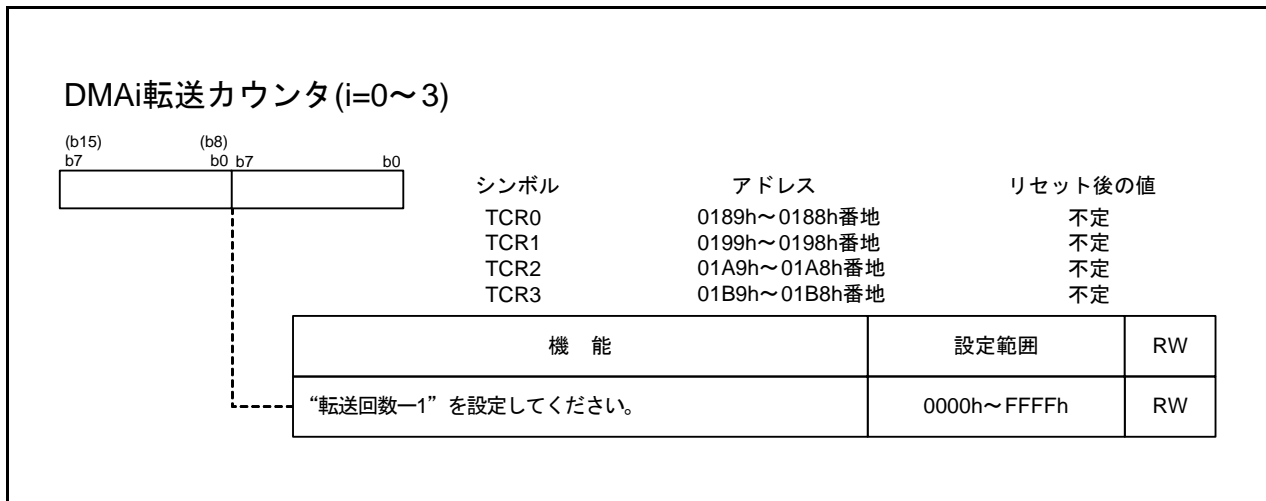 DMAi転送カウンタ(i=0～3)
(b15) (b8)
b7 b0 b7 b0
シンボル アドレス リセット後の値
TCR0 0189h～0188h番地 不定
TCR1 0199h～0198h番地 不定
TCR2 01A9h～01A8h番地 不定
TCR3 01B9h～01B8h番地 不定
機 能 設定範囲 RW
“転送回数―1”を設定してください。 0000h～FFFFh RW